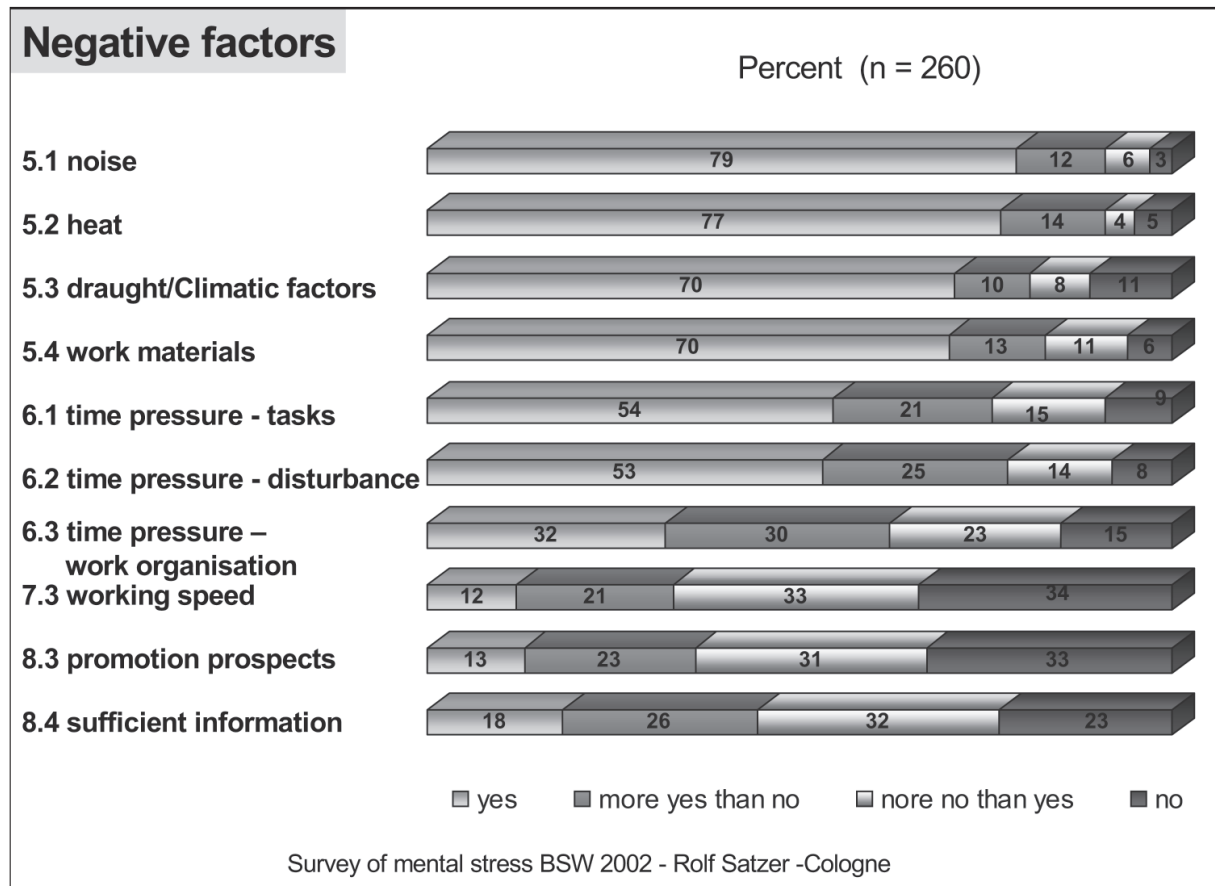 Negative factors
Percent (n = 260)
5.1 noise 79 12 6 3
5.2 heat 77 14 4 5
5.3 draught/Climatic factors 70 10 8 11
5.4 work materials 70 13 11 6
6.1 time pressure - tasks 54 21 15 9
6.2 time pressure - disturbance 53 25 14 8
6.3 time pressure – 32 30 23 15
work organisation
7.3 working speed 12 21 33 34
8.3 promotion prospects 13 23 31 33
8.4 sufficient information 18 26 32 23
yes more yes than no nore no than yes no
Survey of mental stress BSW 2002 - Rolf Satzer -Cologne